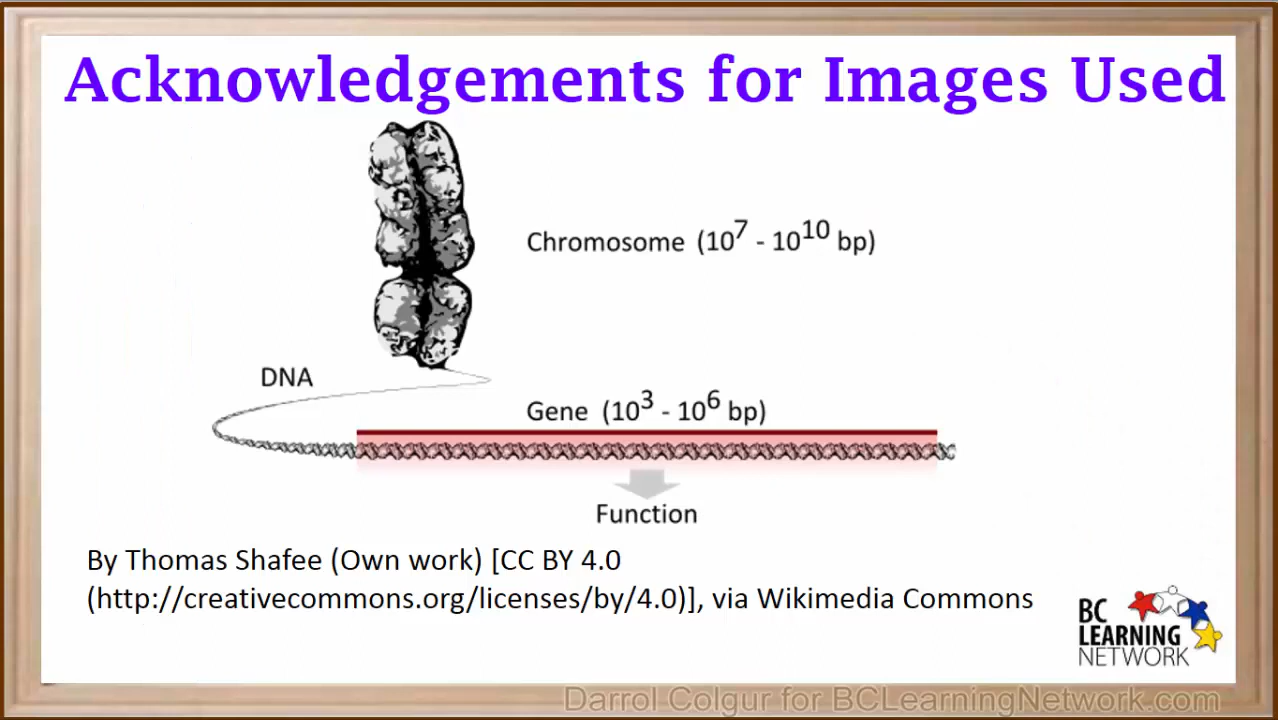 Acknowledgements for Images Used
Chromosome (10⁷ - 10¹⁰ bp)
DNA
Gene (10³ - 10⁶ bp)
Function
By Thomas Shafee (Own work) [CC BY 4.0
(http://creativecommons.org/licenses/by/4.0)], via Wikimedia Commons
BC
LEARNING
NETWORK
Darrol Colgur for BCLearningNetwork.com